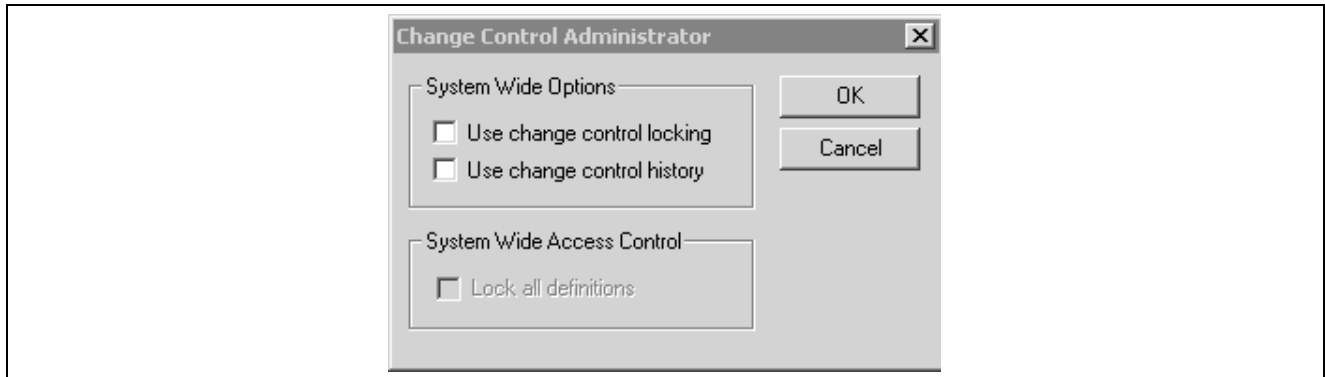 Change Control Administrator
System Wide Options
Use change control locking
Use change control history
OK
Cancel
System Wide Access Control
Lock all definitions